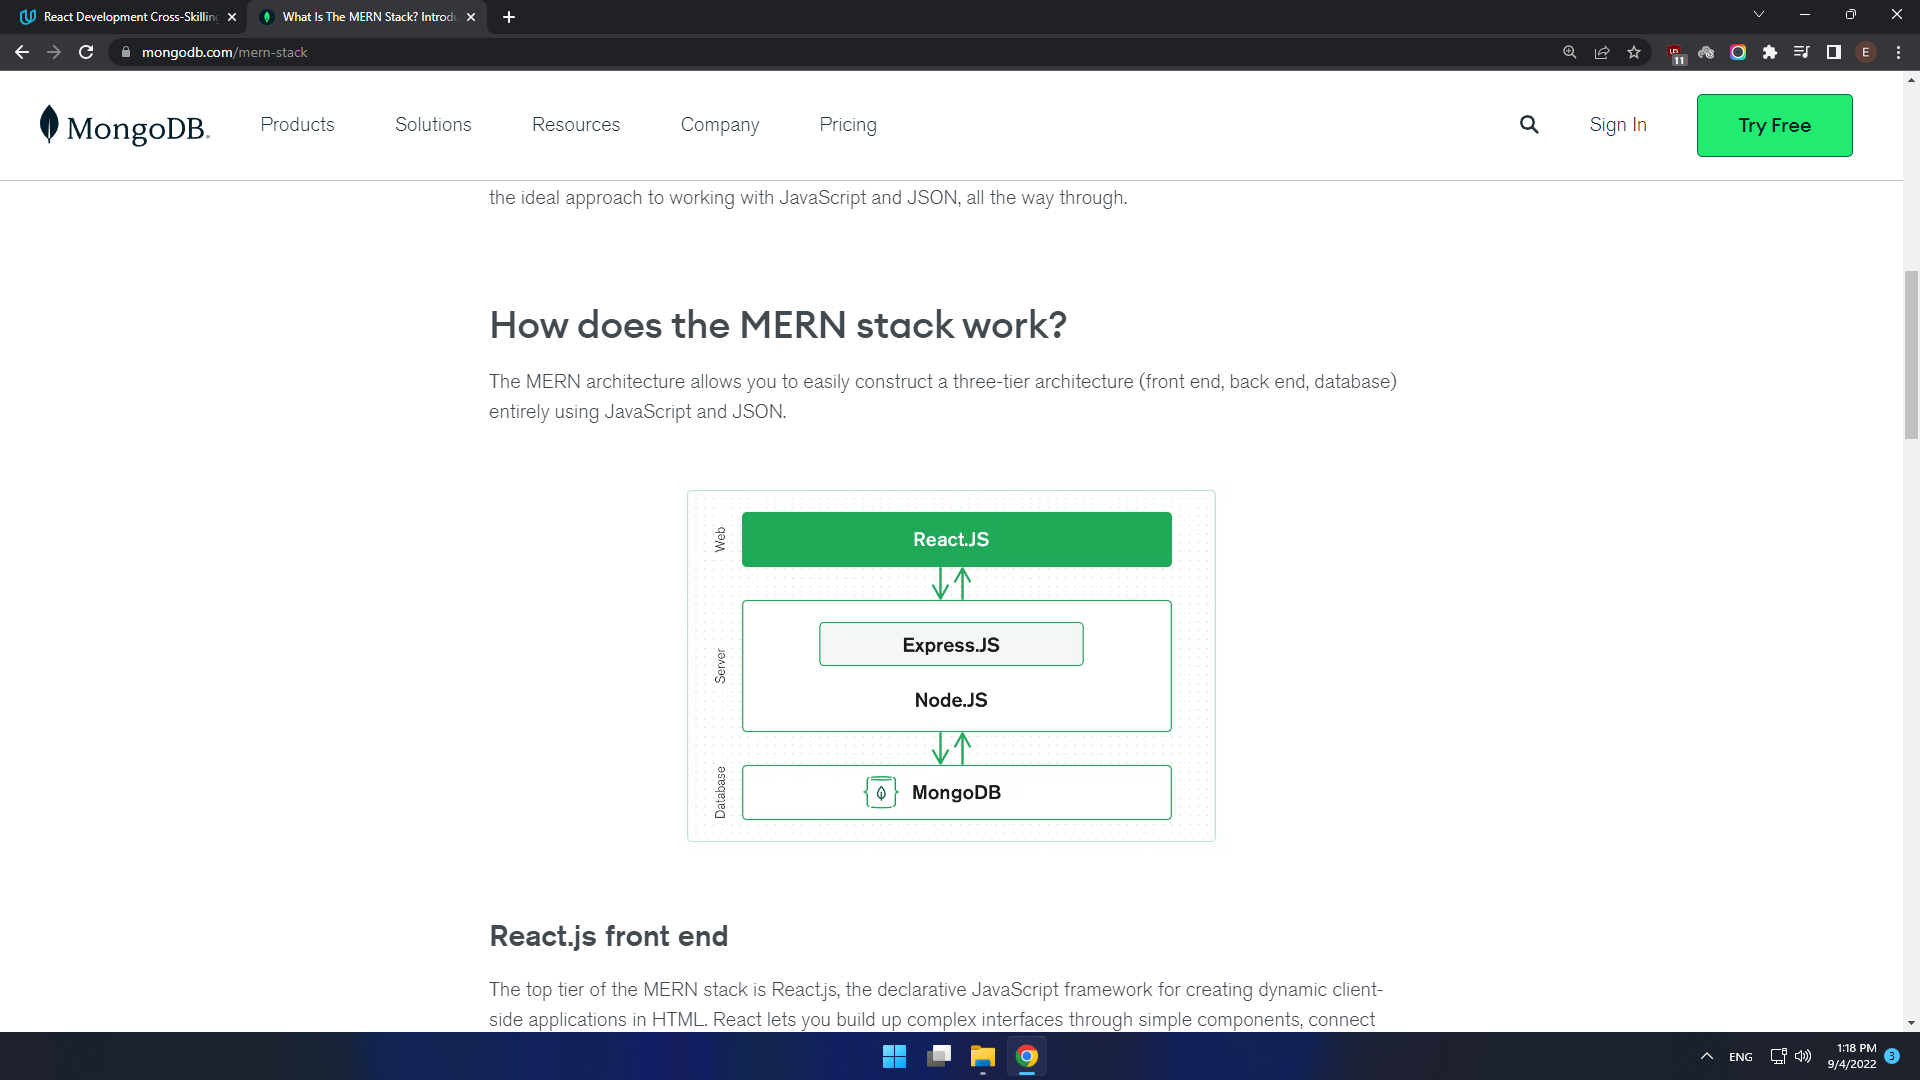 React Development Cross-Skilling
What Is The MERN Stack? Introdu
mongodb.com/mern-stack
11
E
MongoDB.
Products
Solutions
Resources
Company
Pricing
Sign In
Try Free
the ideal approach to working with JavaScript and JSON, all the way through.
How does the MERN stack work?
The MERN architecture allows you to easily construct a three-tier architecture (front end, back end, database)
entirely using JavaScript and JSON.
Web
React.JS
Server
Express.JS
Node.JS
Database
MongoDB
React.js front end
The top tier of the MERN stack is React.js, the declarative JavaScript framework for creating dynamic client-
side applications in HTML. React lets you build up complex interfaces through simple components, connect
ENG
1:18 PM
9/4/2022
3